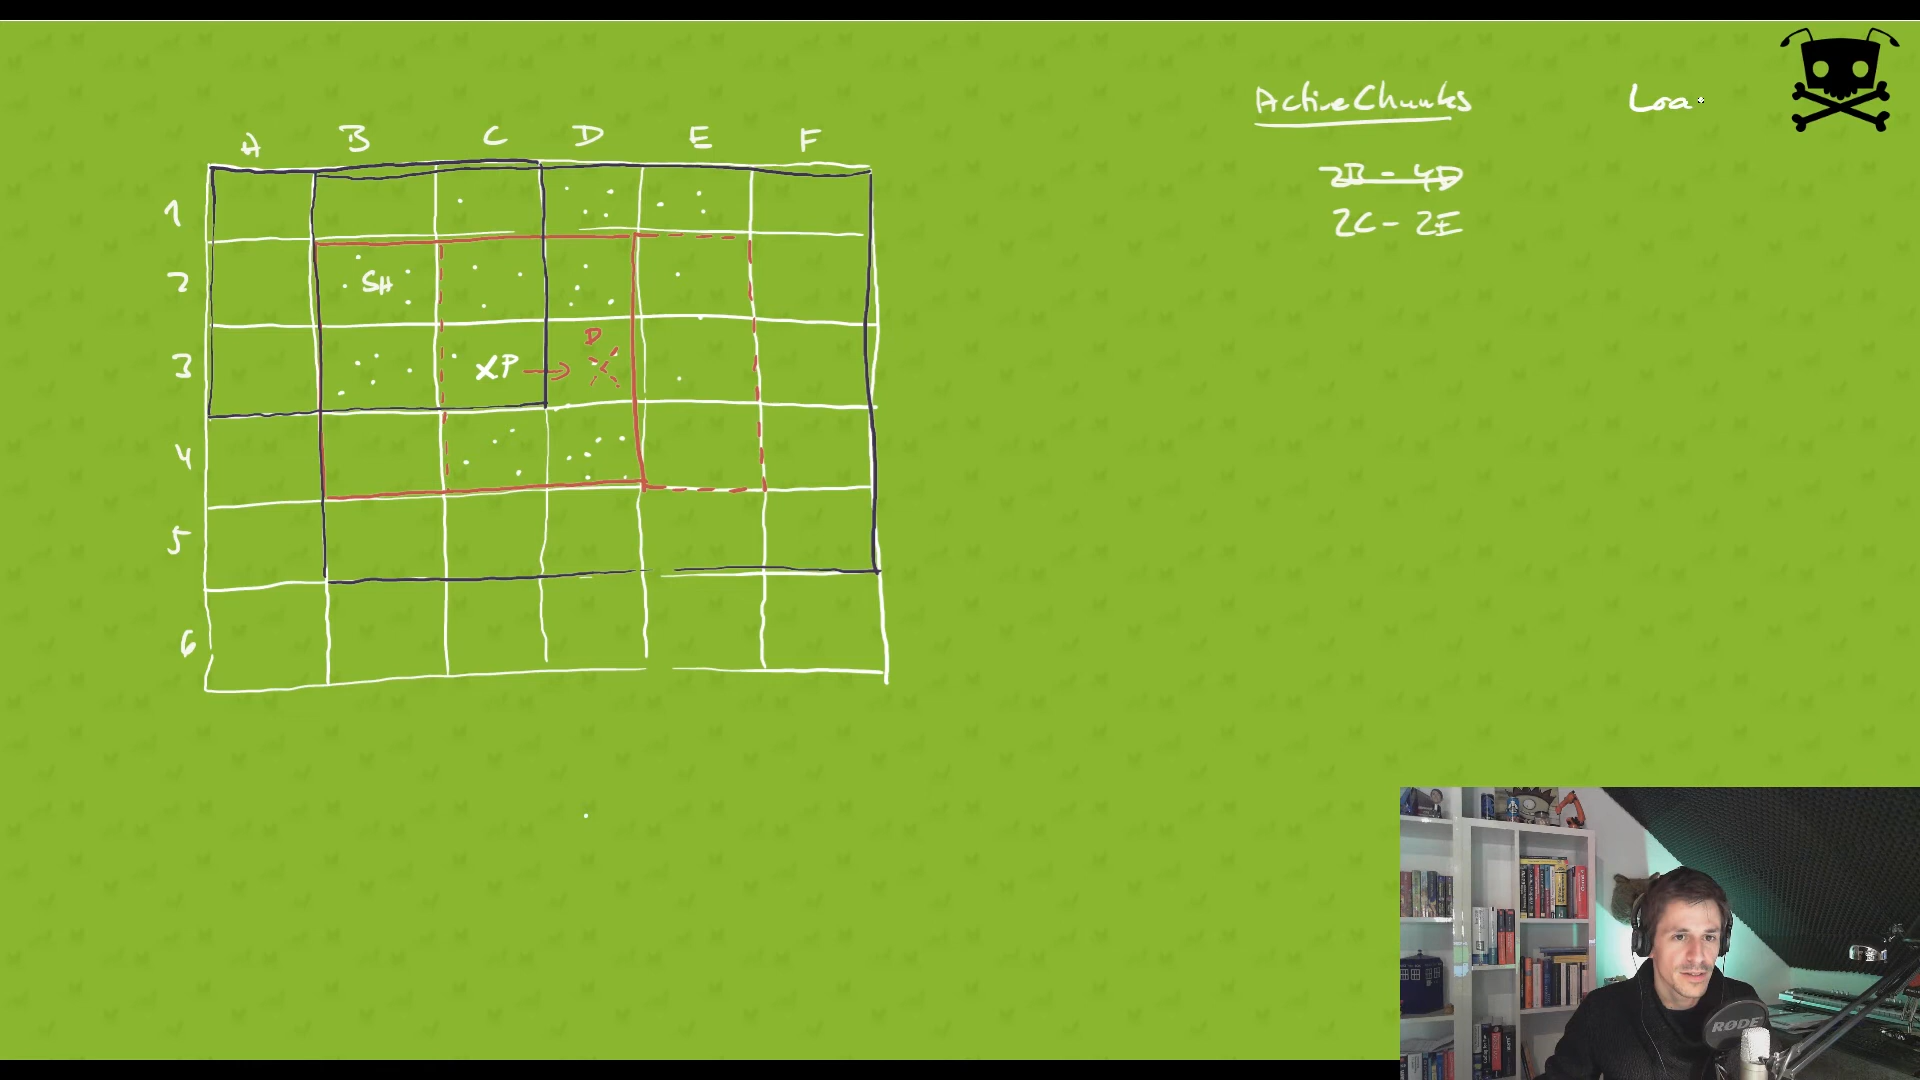 ActiveChunks Loa
A B C D E F
2B - 4D
1
2C - 2E
2 SH
D
3 XP
4
5
6
RØDE